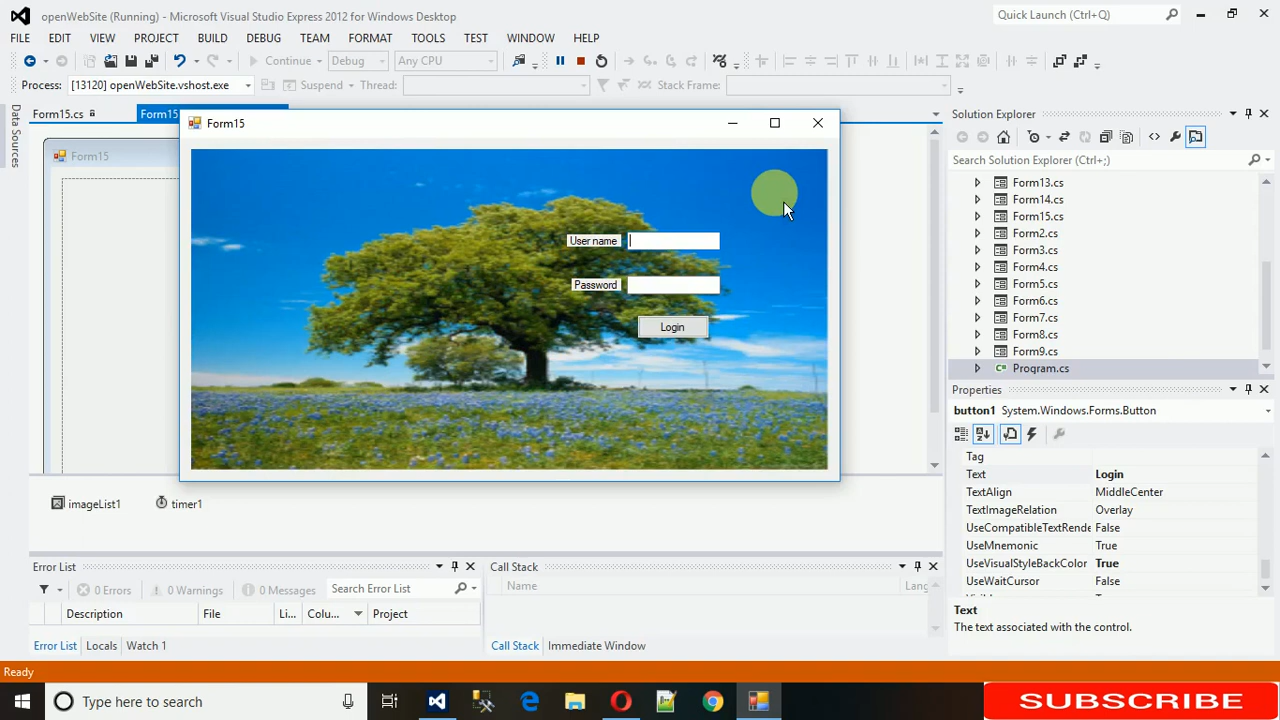 openWebSite (Running) - Microsoft Visual Studio Express 2012 for Windows Desktop
Quick Launch (Ctrl+Q)
FILE EDIT VIEW PROJECT BUILD DEBUG TEAM FORMAT TOOLS TEST WINDOW HELP
Continue Debug Any CPU
Process: [13120] openWebSite.vshost.exe Suspend Thread: Stack Frame:
Data Sources
Form15.cs
Form15
Form15
Form15
User name
Password
Login
imageList1 timer1
Solution Explorer
Search Solution Explorer (Ctrl+;)
Form13.cs
Form14.cs
Form15.cs
Form2.cs
Form3.cs
Form4.cs
Form5.cs
Form6.cs
Form7.cs
Form8.cs
Form9.cs
Program.cs
Properties
button1 System.Windows.Forms.Button
Tag
Text Login
TextAlign MiddleCenter
TextImageRelation Overlay
UseCompatibleTextRende False
UseMnemonic True
UseVisualStyleBackColor True
UseWaitCursor False
Text
The text associated with the control.
Error List
0 Errors 0 Warnings 0 Messages Search Error List
Description File Li... Colu... Project
Error List Locals Watch 1
Call Stack
Name Lang
Call Stack Immediate Window
Ready
Type here to search
SUBSCRIBE